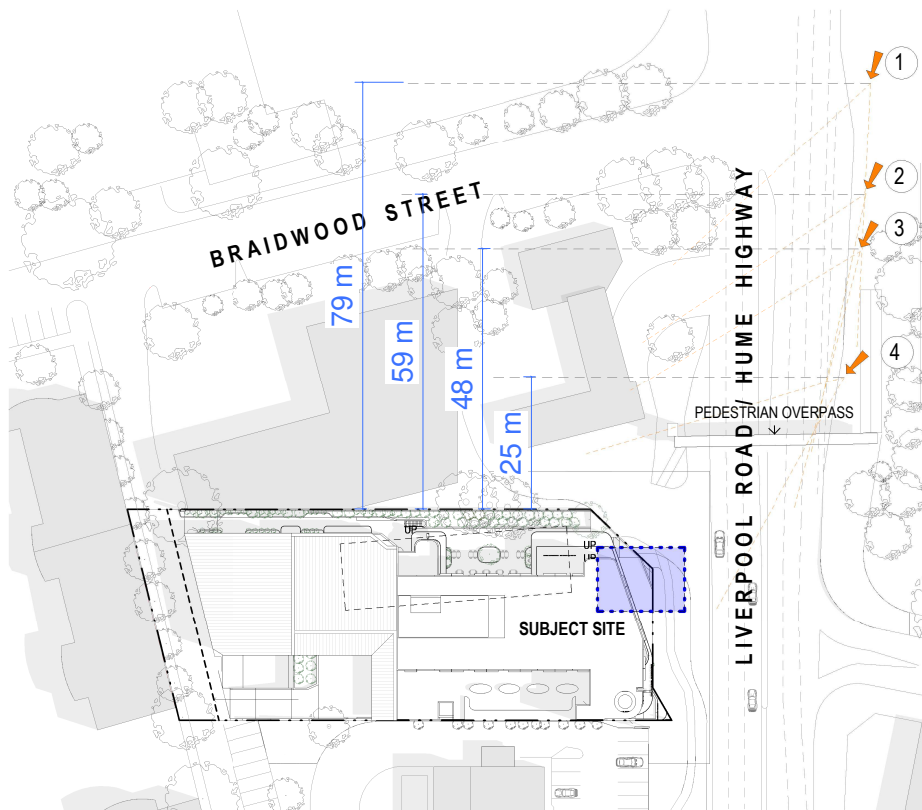 1
2
3
4
BRAIDWOOD STREET
LIVERPOOL ROAD / HUME HIGHWAY
79 m
59 m
48 m
25 m
PEDESTRIAN OVERPASS
UP
UP
UP
SUBJECT SITE